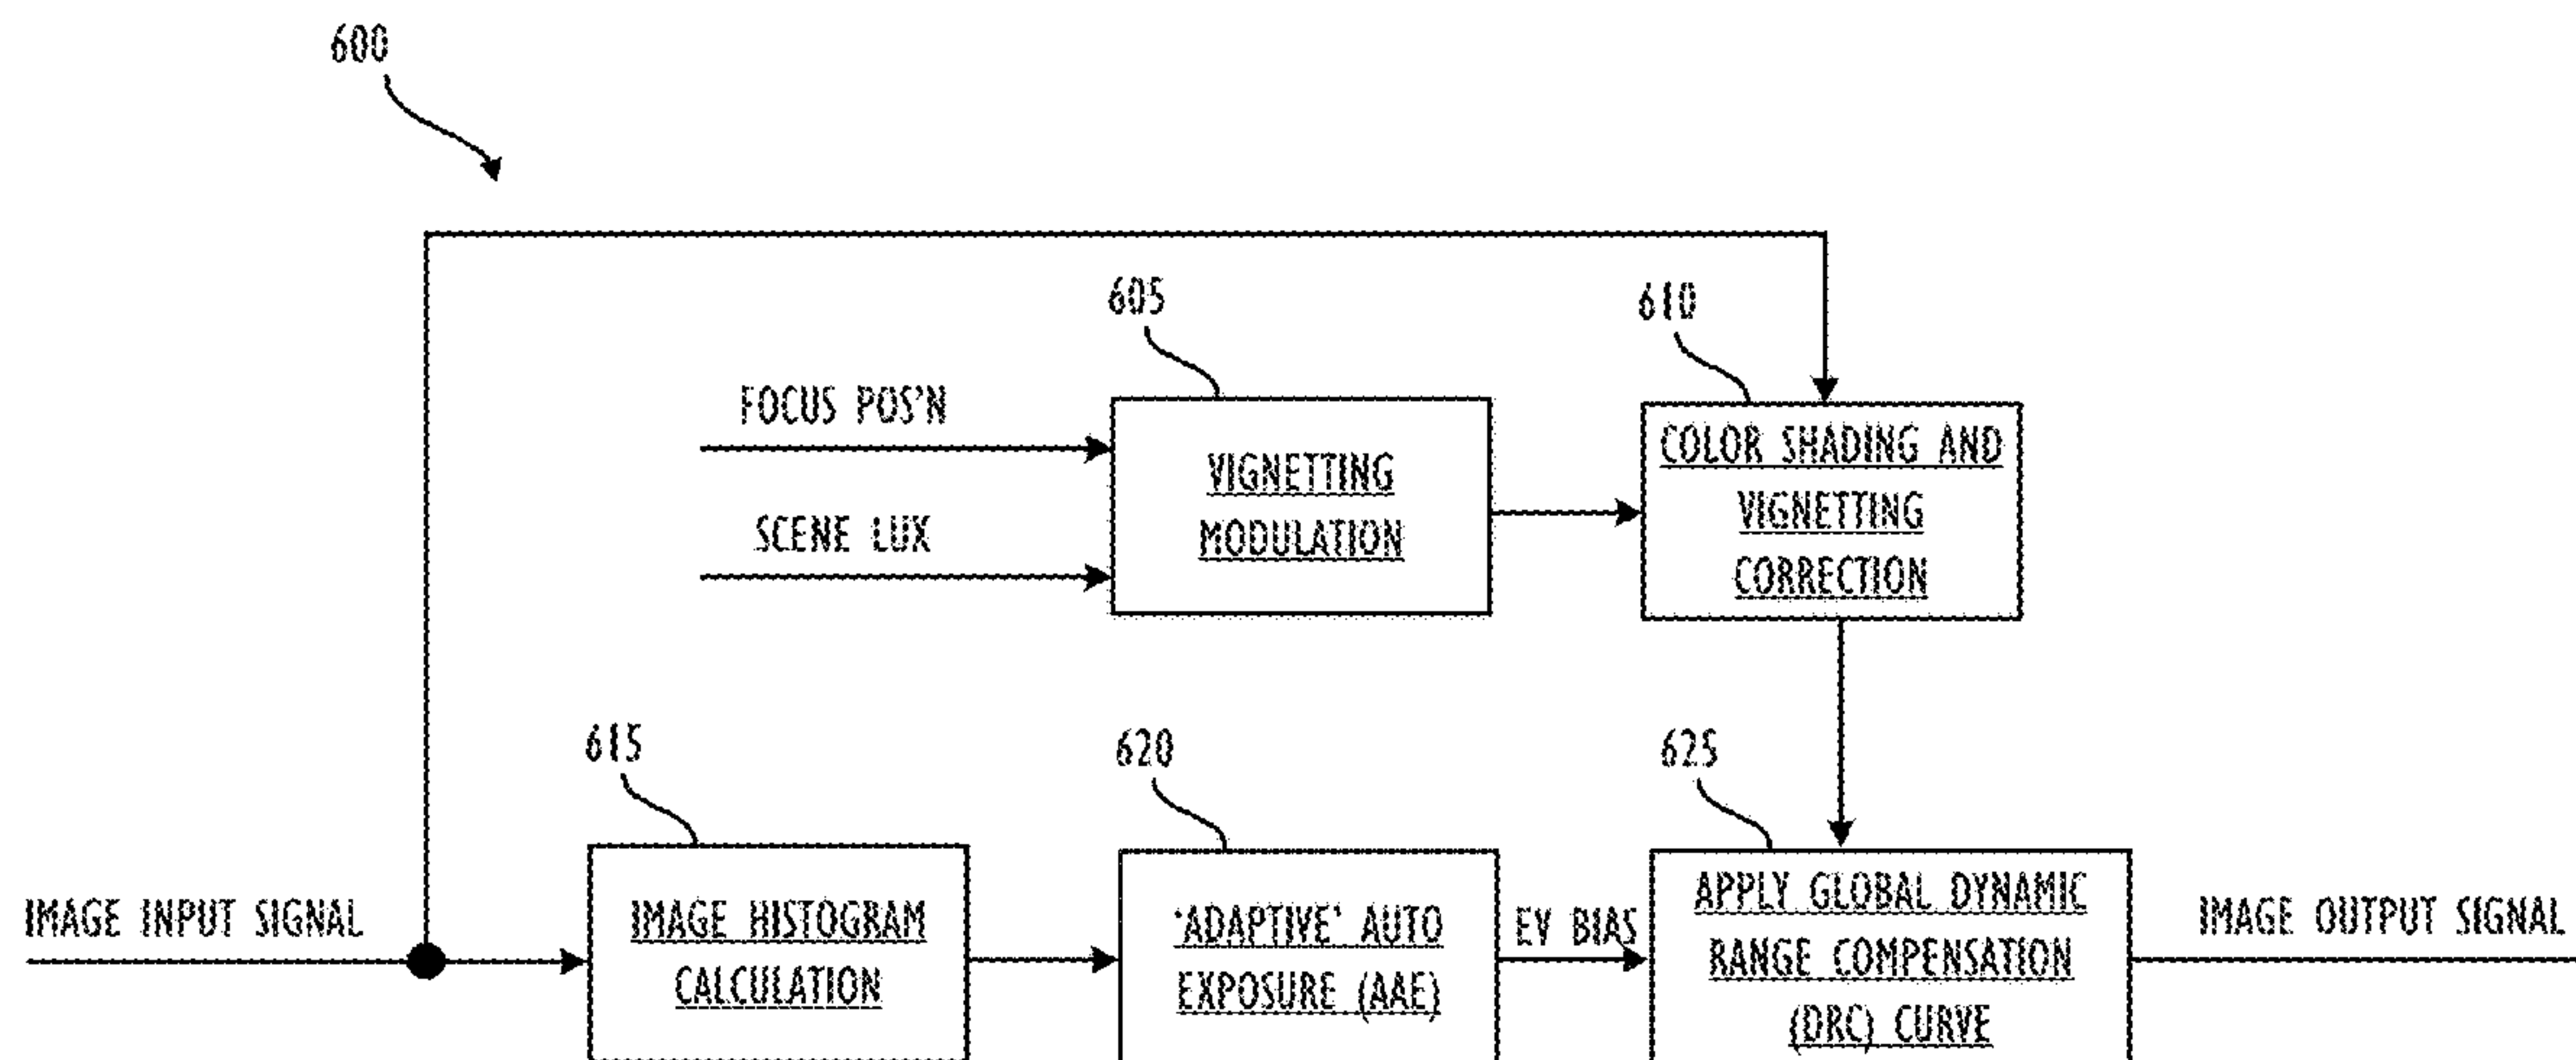 600
605
610
FOCUS POS'N
SCENE LUX
VIGNETTING
MODULATION
COLOR SHADING AND
VIGNETTING
CORRECTION
615
620
625
IMAGE INPUT SIGNAL
IMAGE HISTOGRAM
CALCULATION
'ADAPTIVE' AUTO
EXPOSURE (AAE)
EV BIAS
APPLY GLOBAL DYNAMIC
RANGE COMPENSATION
(DRC) CURVE
IMAGE OUTPUT SIGNAL